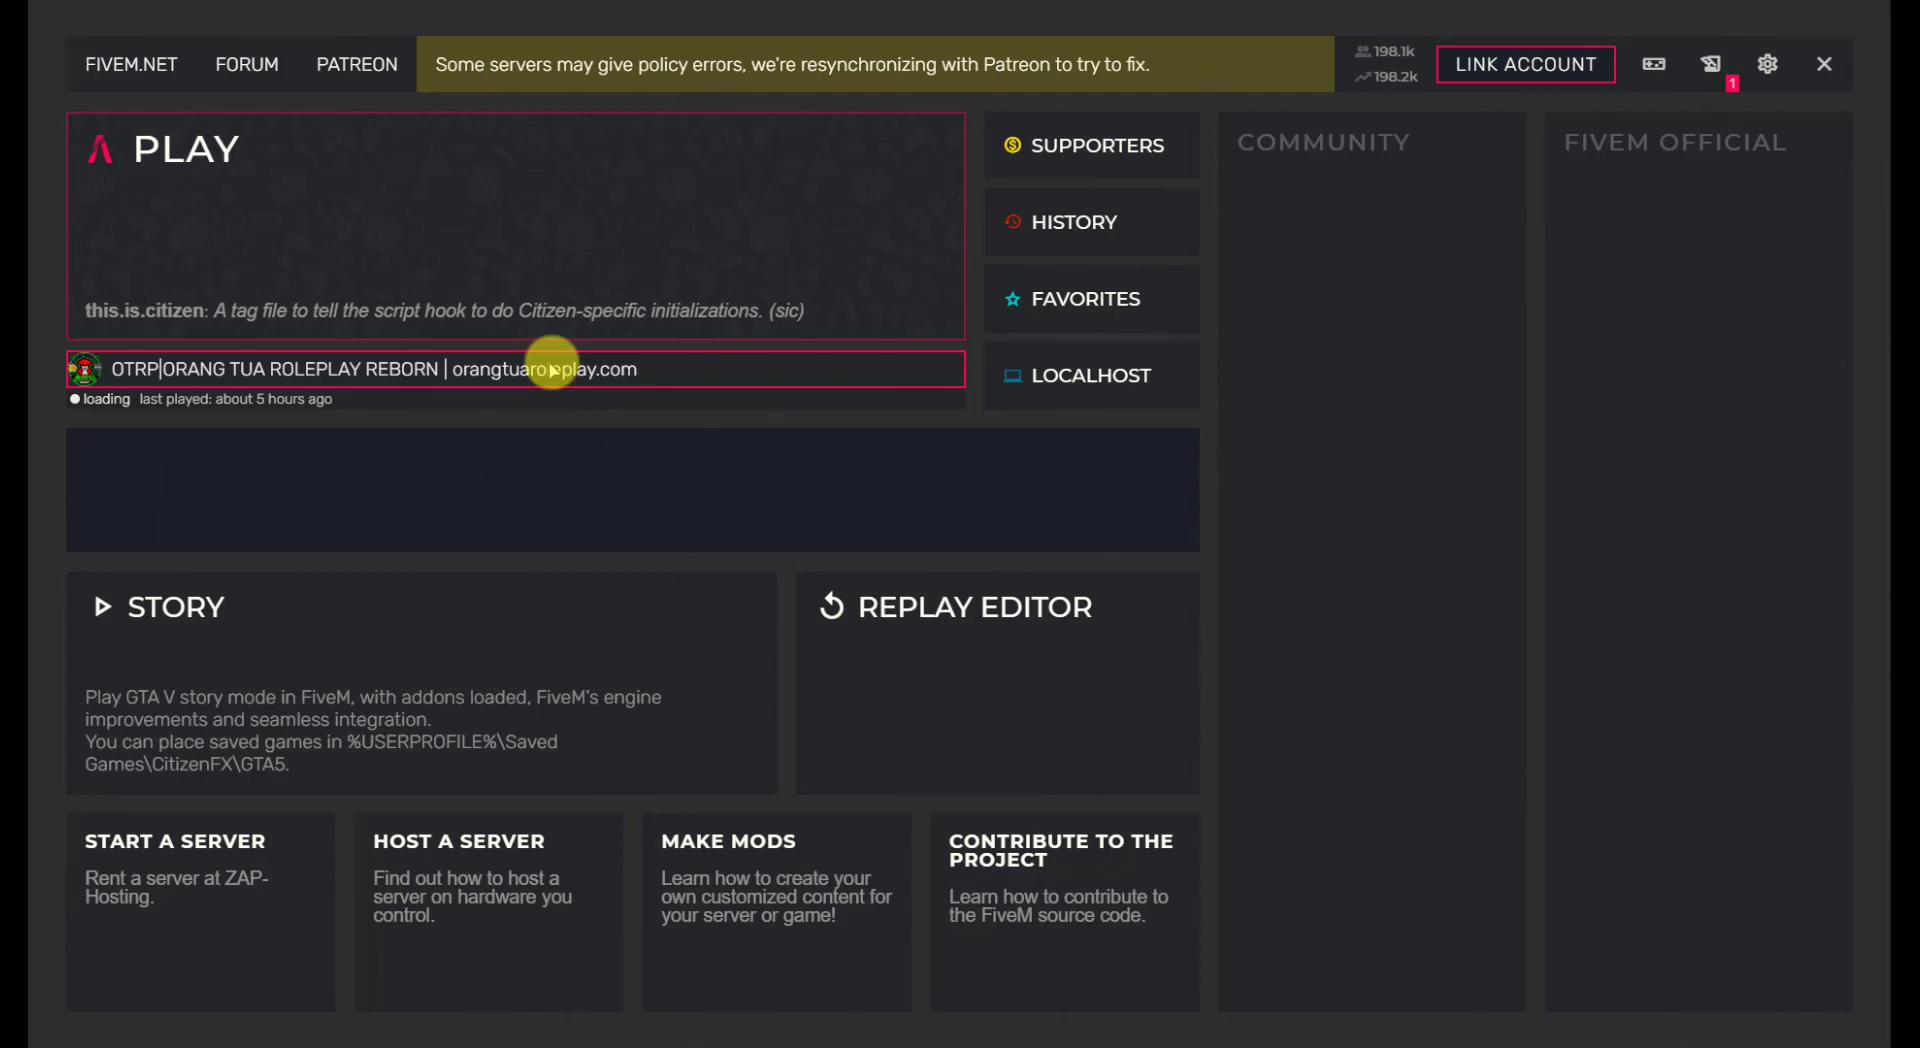 FIVEM.NET FORUM PATREON Some servers may give policy errors, we're resynchronizing with Patreon to try to fix. 198.1k LINK ACCOUNT
198.2k 1
PLAY
this.is.citizen: A tag file to tell the script hook to do Citizen-specific initializations. (sic)
OTRP|ORANG TUA ROLEPLAY REBORN | orangtuaroleplay.com
loading last played: about 5 hours ago
SUPPORTERS
HISTORY
FAVORITES
LOCALHOST
COMMUNITY
FIVEM OFFICIAL
STORY
Play GTA V story mode in FiveM, with addons loaded, FiveM's engine
improvements and seamless integration.
You can place saved games in %USERPROFILE%\Saved
Games\CitizenFX\GTA5.
REPLAY EDITOR
START A SERVER
Rent a server at ZAP-
Hosting.
HOST A SERVER
Find out how to host a
server on hardware you
control.
MAKE MODS
Learn how to create your
own customized content for
your server or game!
CONTRIBUTE TO THE
PROJECT
Learn how to contribute to
the FiveM source code.